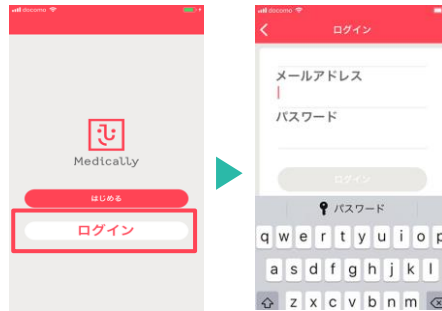 docomo
Medically
はじめる
ログイン
docomo
ログイン
メールアドレス
パスワード
ログイン
パスワード
q w e r t y u i o p
a s d f g h j k l
z x c v b n m